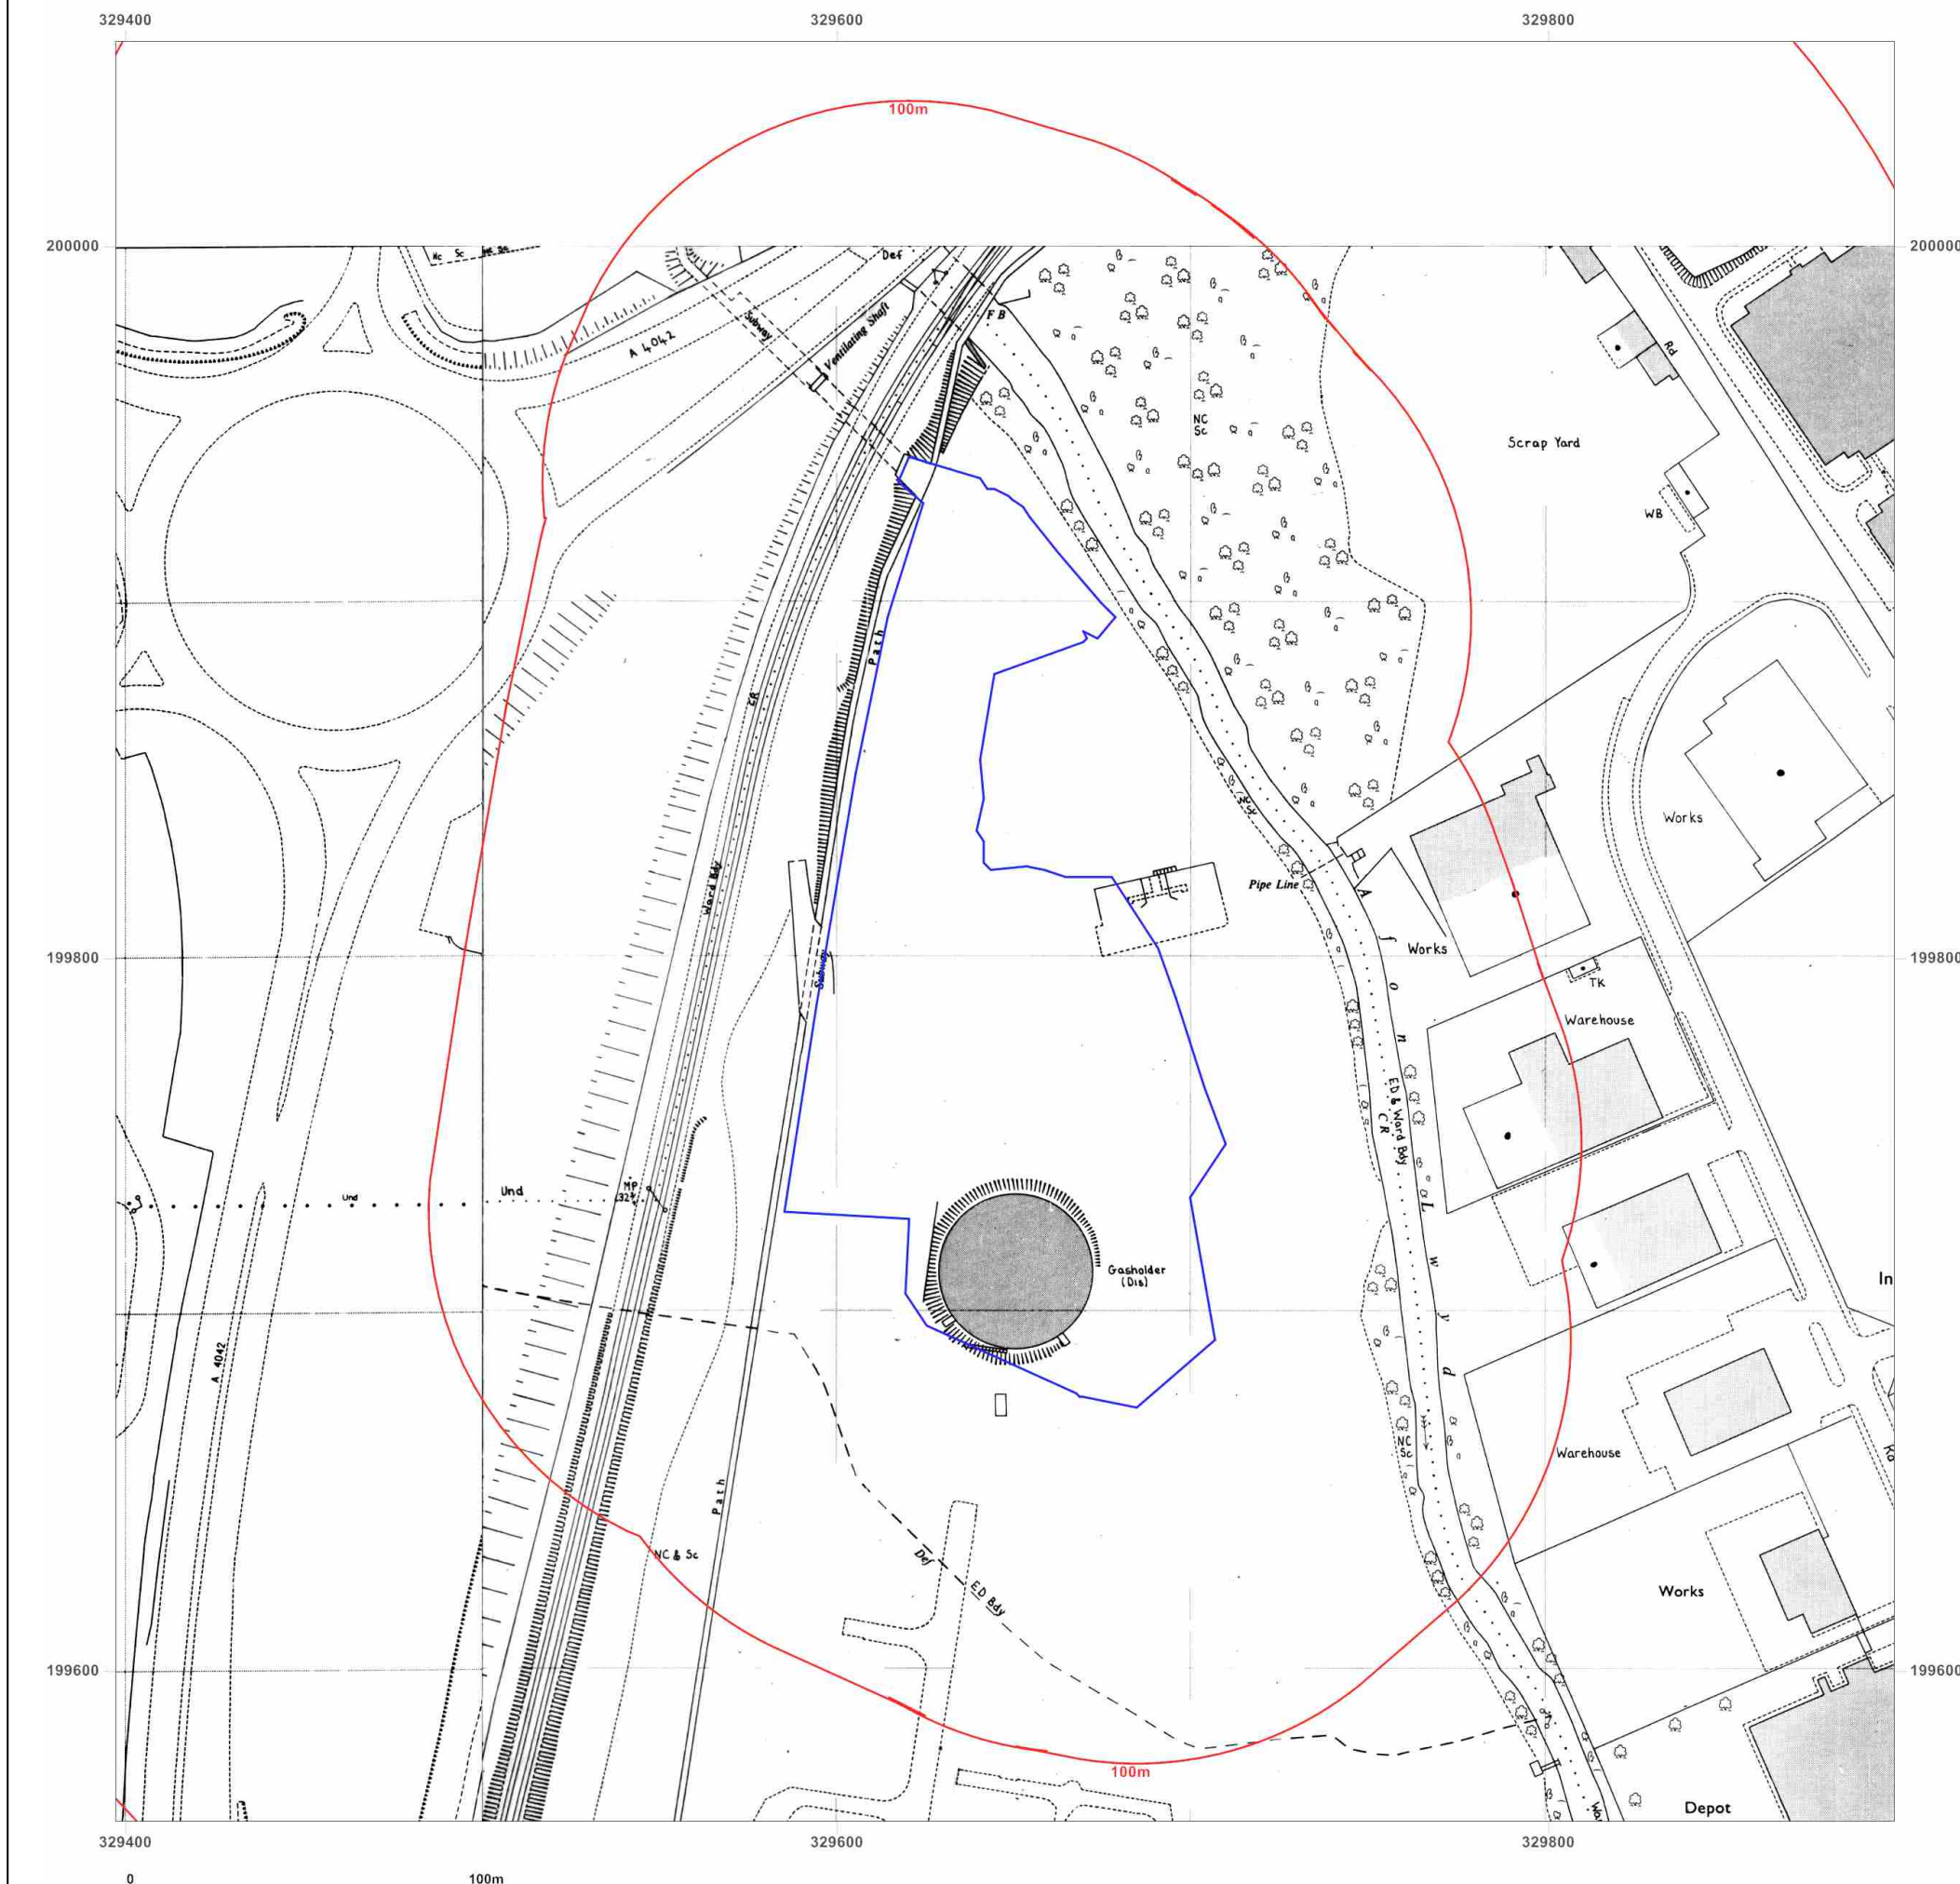 329400
329600
329800
100m
200000
200000
Nc Sc
Def
A 4042
Subway
Ventilating Shaft
F B
NC
Sc
Rd
Scrap Yard
WB
Path
CR
Works
NC
Sc
Ward Bdy
Pipe Line
Works
199800
199800
Subway
TK
Warehouse
A f o n L w y d
ED & Ward Bdy
CR
Und
Und
MP
Gasholder
(Dis)
In
A 4042
NC
Sc
Warehouse
Path
NC & Sc
Def
ED Bdy
Works
199600
199600
100m
Depot
329400
329600
329800
0
100m